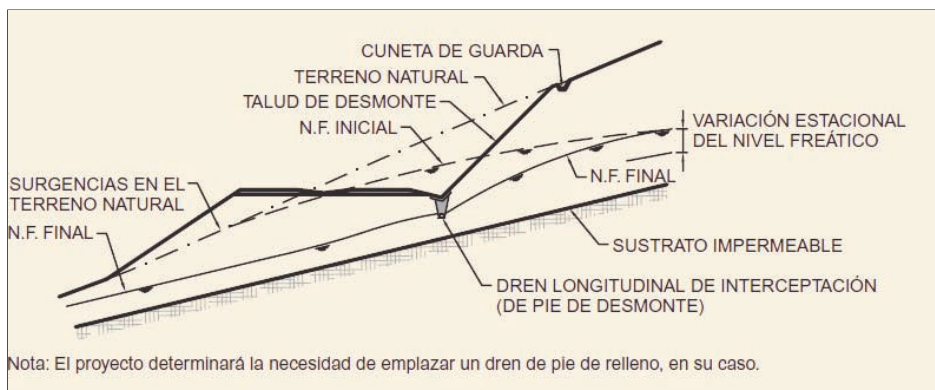 CUNETA DE GUARDA
TERRENO NATURAL
TALUD DE DESMONTE
N.F. INICIAL
VARIACIÓN ESTACIONAL
DEL NIVEL FREÁTICO
SURGENCIAS EN EL
TERRENO NATURAL
N.F. FINAL
N.F. FINAL
SUSTRATO IMPERMEABLE
DREN LONGITUDINAL DE INTERCEPTACIÓN
(DE PIE DE DESMONTE)
Nota: El proyecto determinará la necesidad de emplazar un dren de pie de relleno, en su caso.